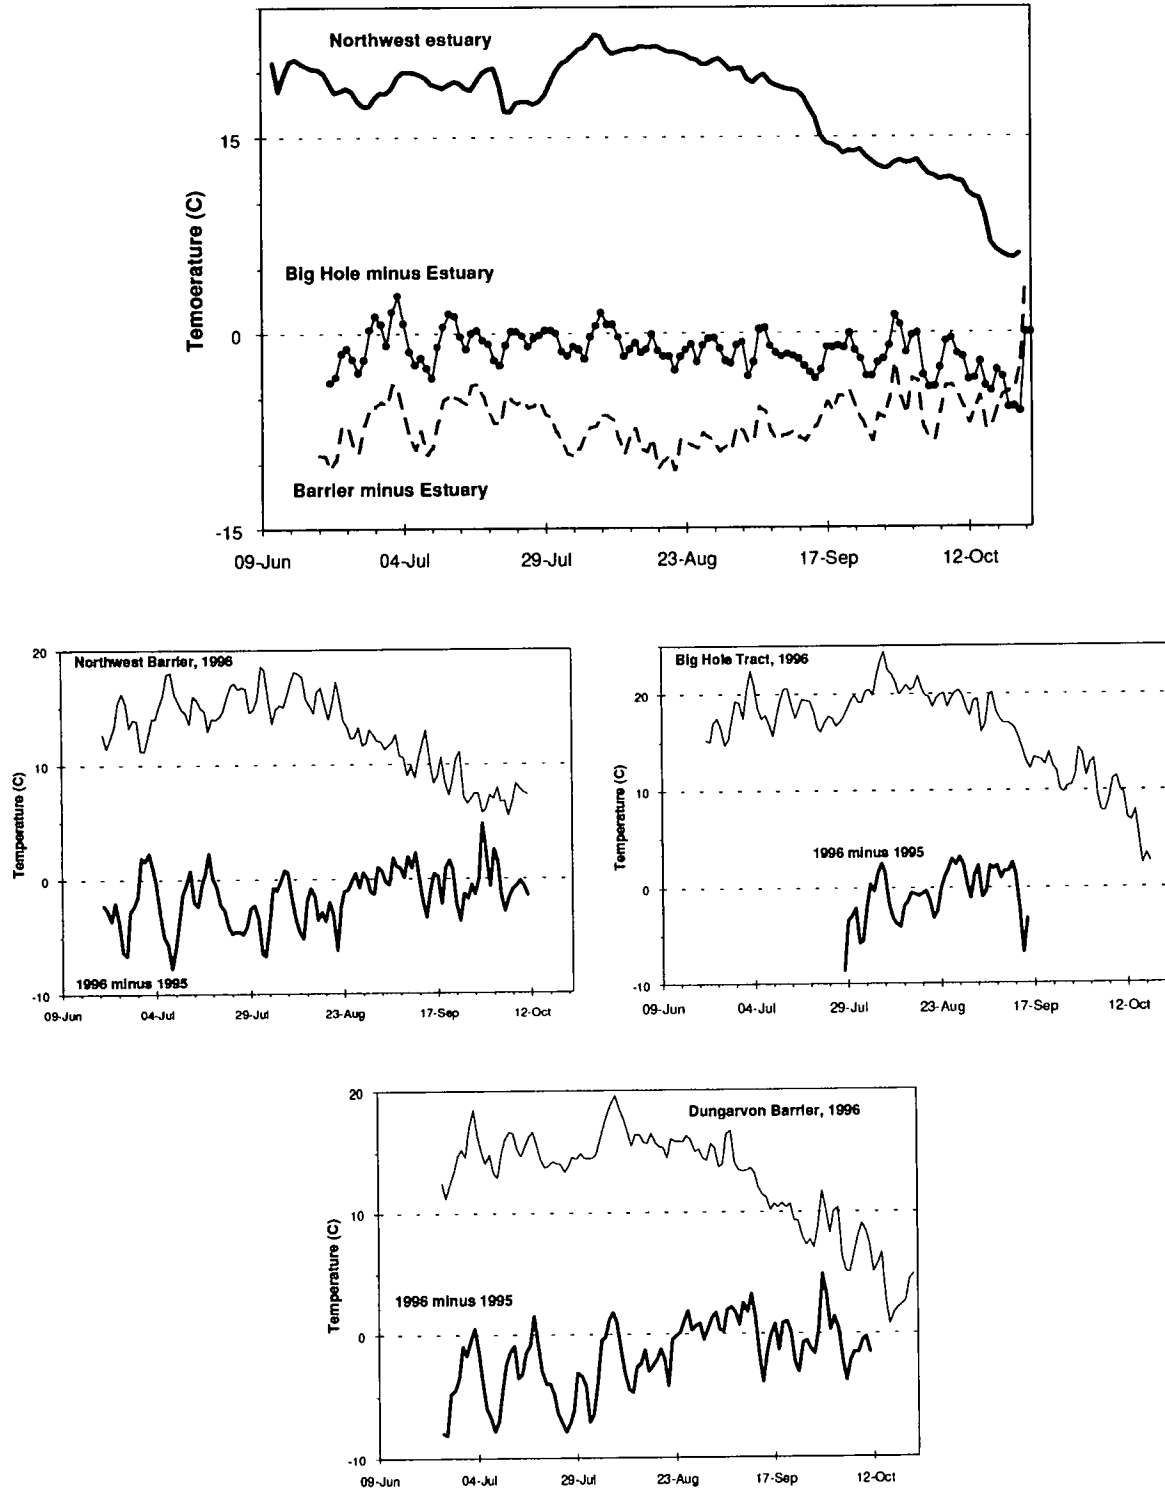 Northwest estuary
15
Temoerature (C)
Big Hole minus Estuary
0
Barrier minus Estuary
-15
09-Jun 04-Jul 29-Jul 23-Aug 17-Sep 12-Oct
20
Northwest Barrier, 1996
10
Temperature (C)
0
1996 minus 1995
-10
09-Jun 04-Jul 29-Jul 23-Aug 17-Sep 12-Oct
Big Hole Tract, 1996
20
10
Temperature (C)
1996 minus 1995
0
-10
09-Jun 04-Jul 29-Jul 23-Aug 17-Sep 12-Oct
20
Dungarvon Barrier, 1996
10
Temperature (C)
1996 minus 1995
0
-10
09-Jun 04-Jul 29-Jul 23-Aug 17-Sep 12-Oct